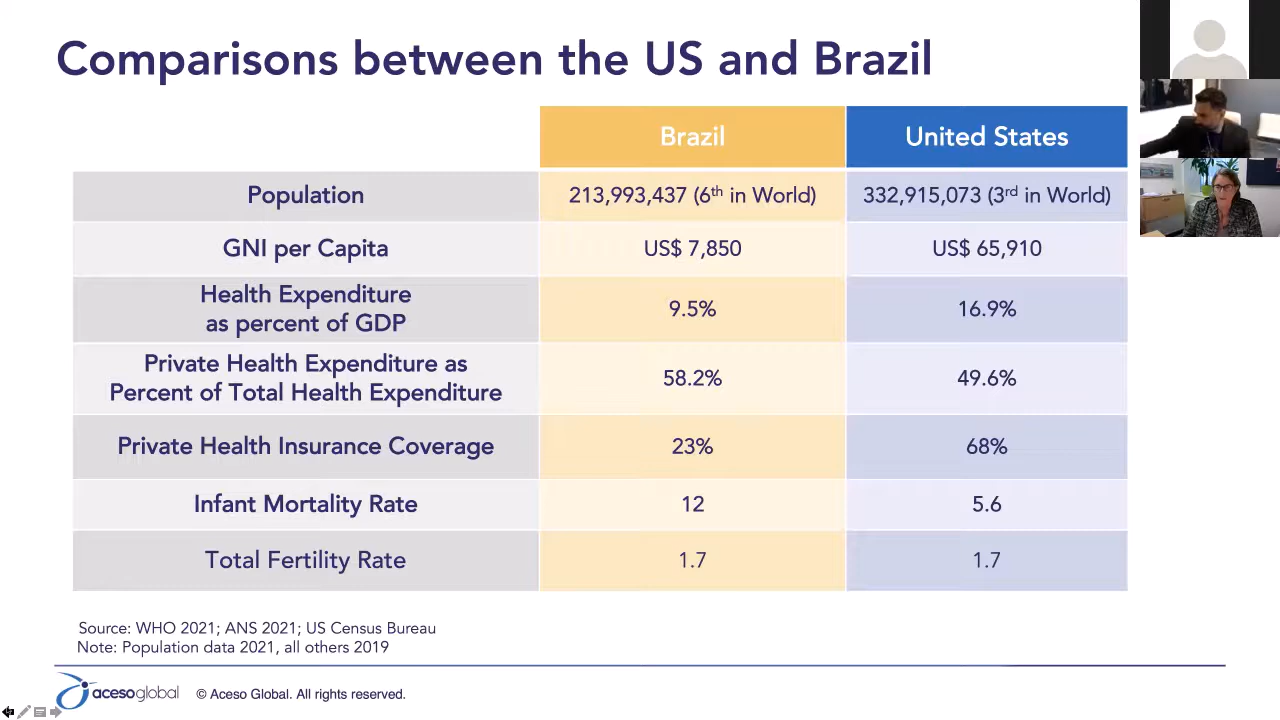 Comparisons between the US and Brazil
Brazil United States
Population 213,993,437 (6th in World) 332,915,073 (3rd in World)
GNI per Capita US$ 7,850 US$ 65,910
Health Expenditure
as percent of GDP 9.5% 16.9%
Private Health Expenditure as
Percent of Total Health Expenditure 58.2% 49.6%
Private Health Insurance Coverage 23% 68%
Infant Mortality Rate 12 5.6
Total Fertility Rate 1.7 1.7
Source: WHO 2021; ANS 2021; US Census Bureau
Note: Population data 2021, all others 2019
acesoglobal © Aceso Global. All rights reserved.